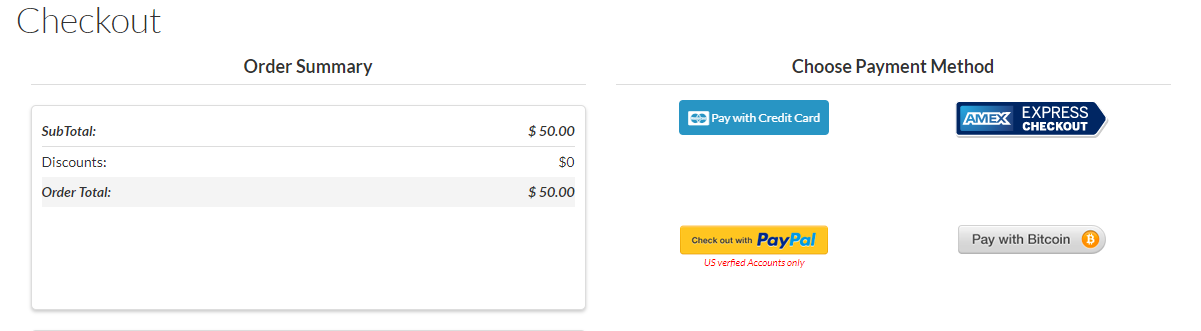 Checkout
Order Summary
SubTotal: $ 50.00
Discounts: $0
Order Total: $ 50.00
Choose Payment Method
Pay with Credit Card
AMEX EXPRESS CHECKOUT
Check out with PayPal
US verfied Accounts only
Pay with Bitcoin